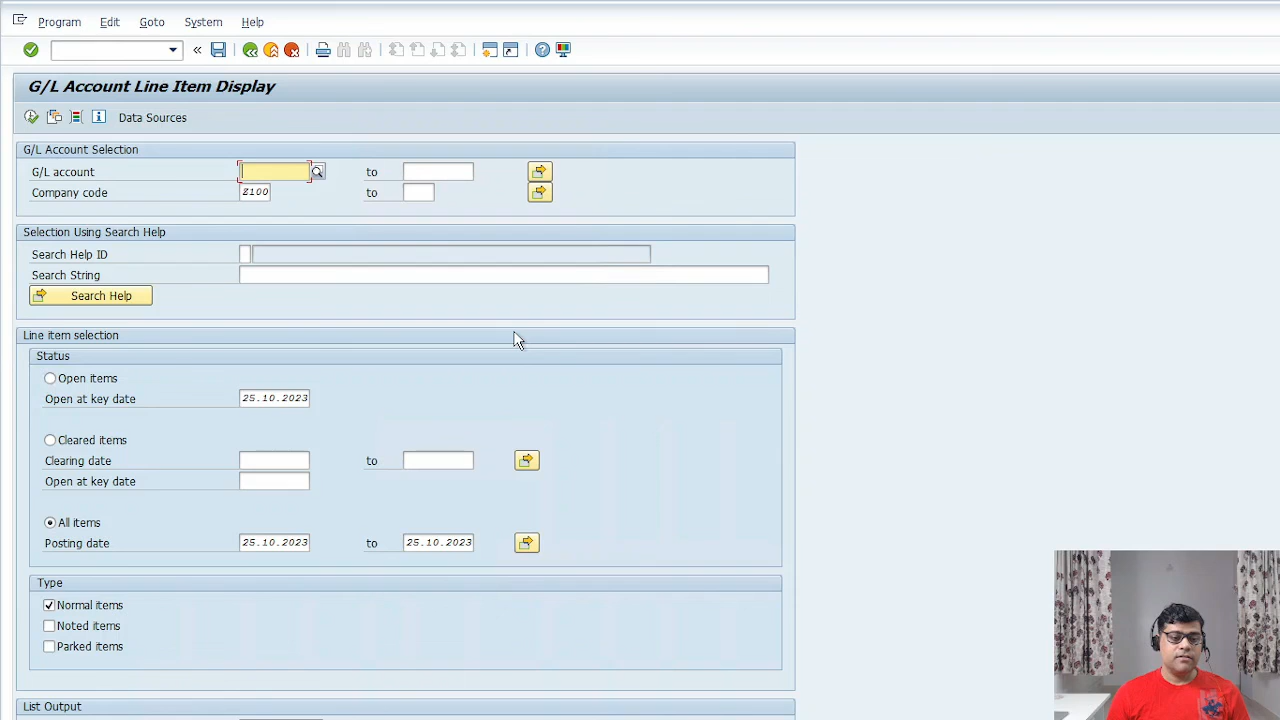 Program Edit Goto System Help
G/L Account Line Item Display
Data Sources
G/L Account Selection
G/L account to
Company code Z100 to
Selection Using Search Help
Search Help ID
Search String
Search Help
Line item selection
Status
Open items
Open at key date 25.10.2023
Cleared items
Clearing date to
Open at key date
All items
Posting date 25.10.2023 to 25.10.2023
Type
Normal items
Noted items
Parked items
List Output